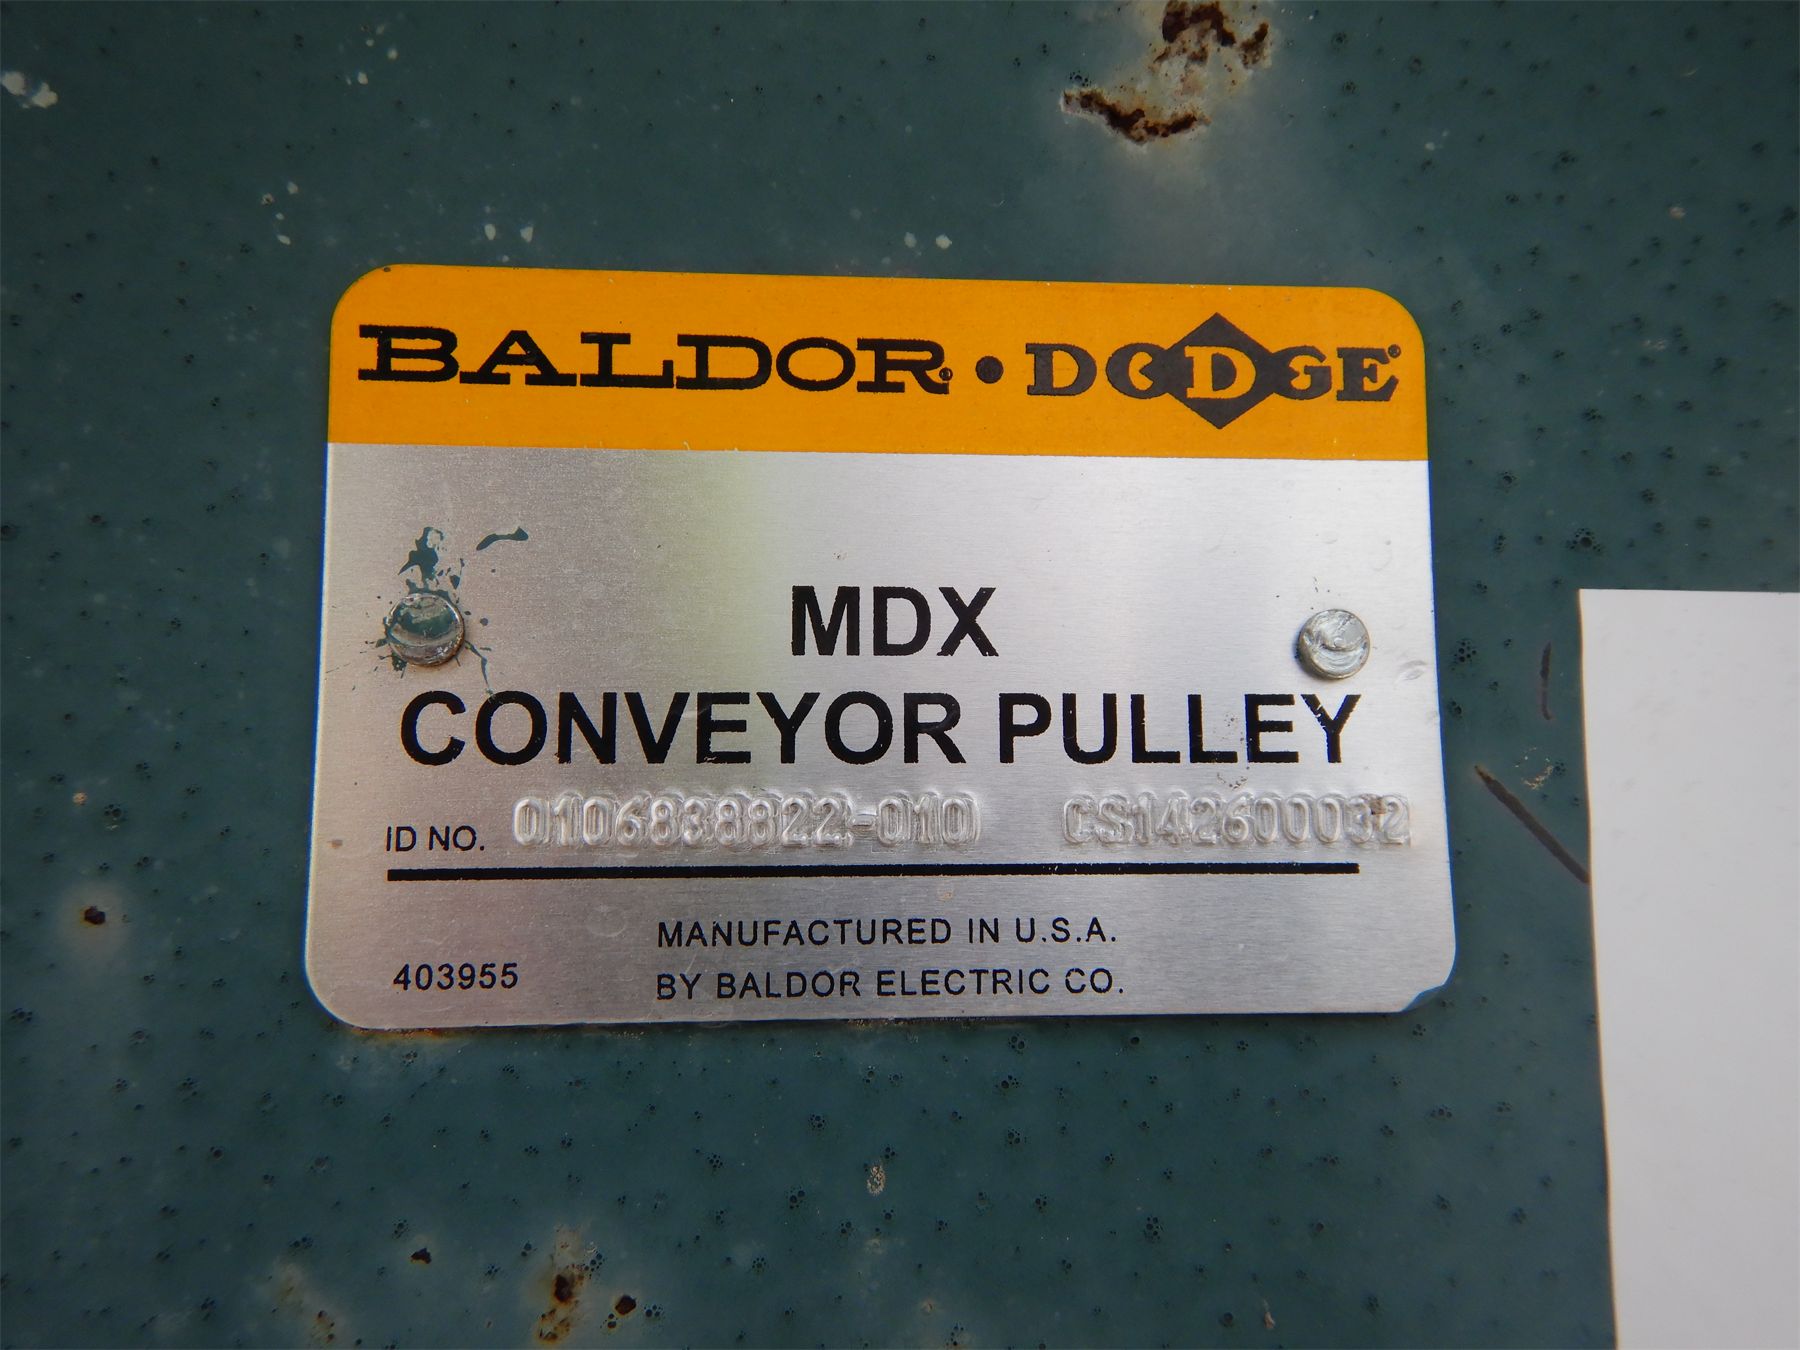 BALDOR® • DODGE®
MDX
CONVEYOR PULLEY
ID NO. 0106838822-010 CS142600032
MANUFACTURED IN U.S.A.
403955 BY BALDOR ELECTRIC CO.